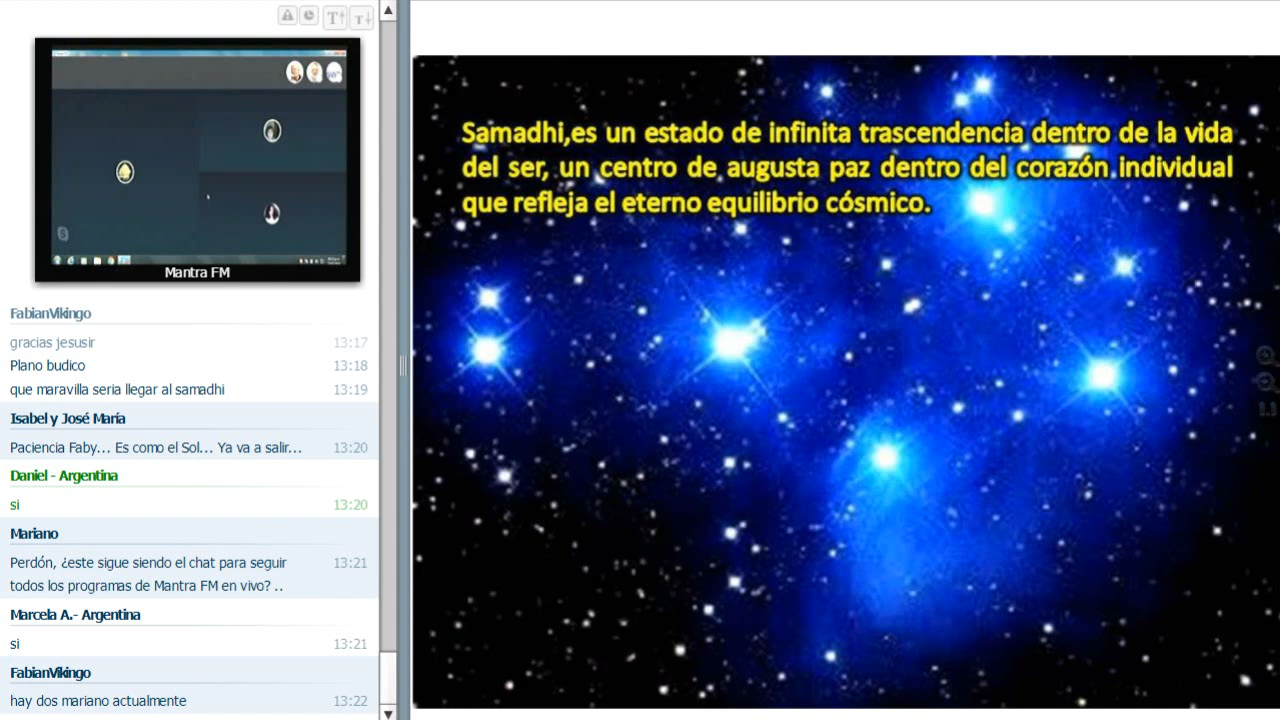 Mantra FM
FabianVikingo
gracias jesusir 13:17
Plano budico 13:18
que maravilla seria llegar al samadhi 13:19
Isabel y José María
Paciencia Faby... Es como el Sol... Ya va a salir... 13:20
Daniel - Argentina
si 13:20
Mariano
Perdón, ¿este sigue siendo el chat para seguir 13:21
todos los programas de Mantra FM en vivo? ..
Marcela A.- Argentina
si 13:21
FabianVikingo
hay dos mariano actualmente 13:22
Samadhi,es un estado de infinita trascendencia dentro de la vida
del ser, un centro de augusta paz dentro del corazón individual
que refleja el eterno equilibrio cósmico.